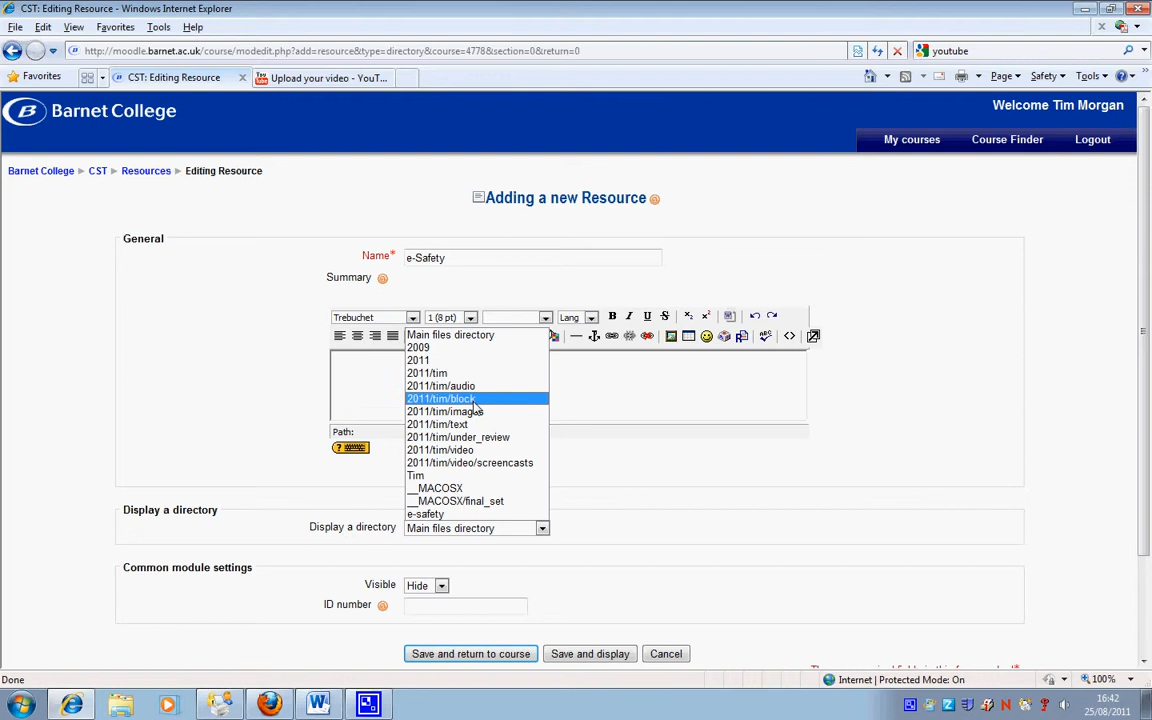 CST: Editing Resource - Windows Internet Explorer
File Edit View Favorites Tools Help
http://moodle.barnet.ac.uk/course/modedit.php?add=resource&type=directory&course=4778&section=0&return=0
youtube
Favorites
CST: Editing Resource
Upload your video - YouT...
Page
Safety
Tools
Barnet College
Welcome Tim Morgan
My courses Course Finder Logout
Barnet College ► CST ► Resources ► Editing Resource
Adding a new Resource
General
Name* e-Safety
Summary
Trebuchet 1 (8 pt) Lang B I U S
Main files directory
2009
2011
2011/tim
2011/tim/audio
2011/tim/block
2011/tim/images
2011/tim/text
2011/tim/under_review
2011/tim/video
2011/tim/video/screencasts
Tim
__MACOSX
__MACOSX/final_set
e-safety
Path:
Display a directory
Display a directory Main files directory
Common module settings
Visible Hide
ID number
Save and return to course Save and display Cancel
Done
Internet | Protected Mode: On
100%
16:42
25/08/2011